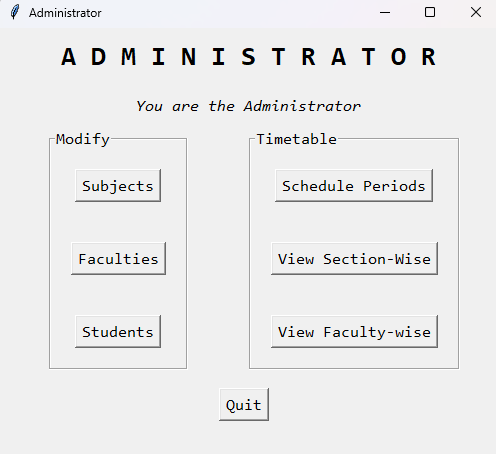 Administrator
A D M I N I S T R A T O R
You are the Administrator
Modify
Subjects
Faculties
Students
Timetable
Schedule Periods
View Section-Wise
View Faculty-wise
Quit